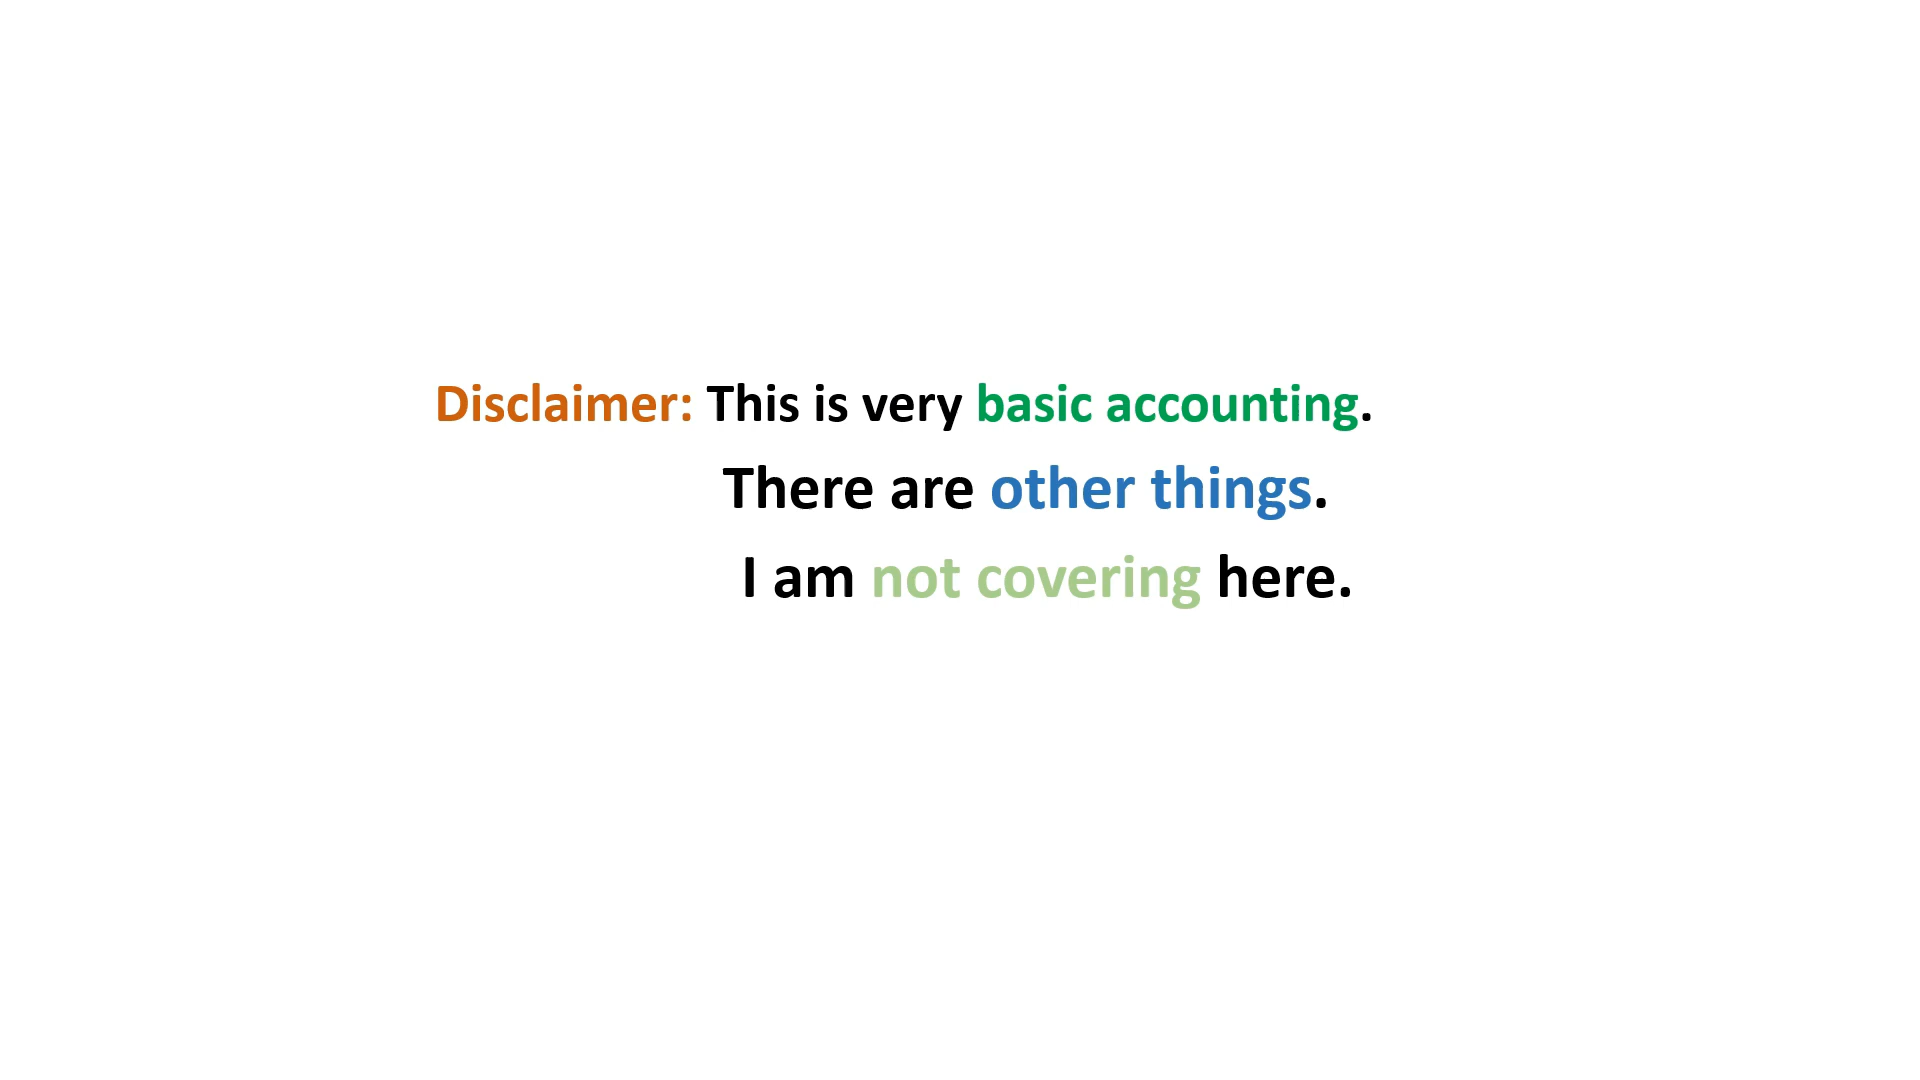 Disclaimer: This is very basic accounting.
There are other things.
I am not covering here.